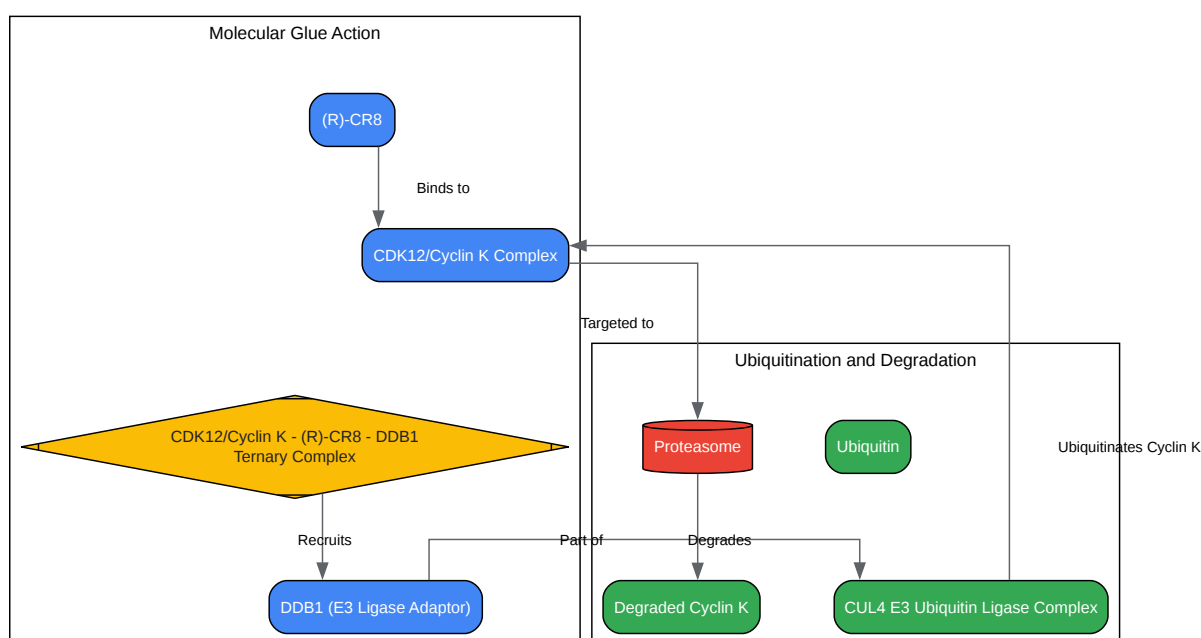 Molecular Glue Action
(R)-CR8
Binds to
CDK12/Cyclin K Complex
Targeted to
Ubiquitination and Degradation
CDK12/Cyclin K - (R)-CR8 - DDB1
Ternary Complex
Proteasome
Ubiquitin
Ubiquitinates Cyclin K
Recruits
Part of
Degrades
DDB1 (E3 Ligase Adaptor)
Degraded Cyclin K
CUL4 E3 Ubiquitin Ligase Complex